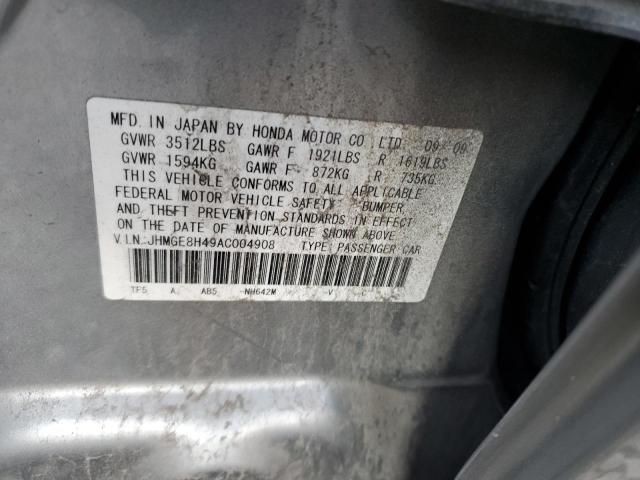 MFD. IN JAPAN BY HONDA MOTOR CO., LTD. 09 09
GVWR 3512LBS GAWR F 1921LBS R 1619LBS
GVWR 1594KG GAWR F 872KG R 735KG
THIS VEHICLE CONFORMS TO ALL APPLICABLE
FEDERAL MOTOR VEHICLE SAFETY, BUMPER,
AND THEFT PREVENTION STANDARDS IN EFFECT
ON THE DATE OF MANUFACTURE SHOWN ABOVE
V.I.N.:JHMGE8H49AC004908 TYPE: PASSENGER CAR
TF5 A AB5 NH642M V C